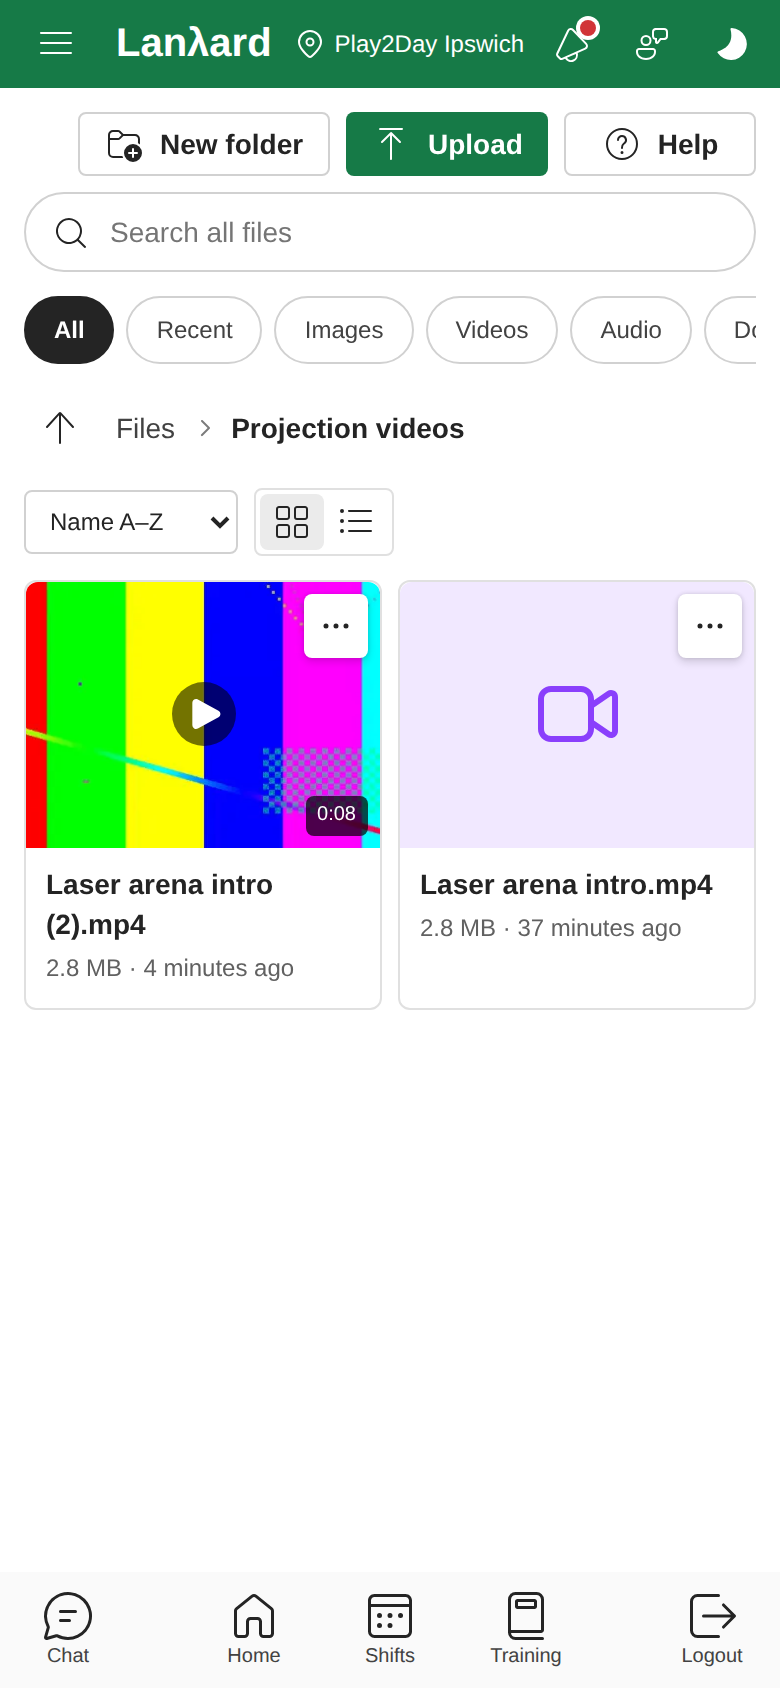 Lanλard
Play2Day Ipswich
New folder
Upload
Help
Search all files
All
Recent
Images
Videos
Audio
Do
Files
Projection videos
Name A–Z
0:08
Laser arena intro
(2).mp4
2.8 MB · 4 minutes ago
Laser arena intro.mp4
2.8 MB · 37 minutes ago
Chat
Home
Shifts
Training
Logout